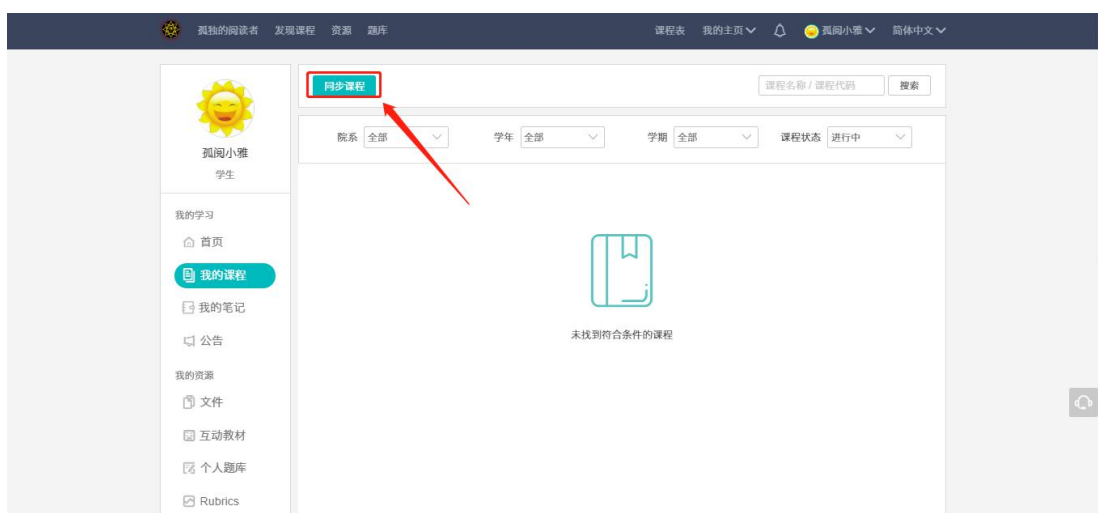 孤独的阅读者 发现课程 资源 题库 课程表 我的主页 孤阅小雅 简体中文
同步课程 课程名称 / 课程代码 搜索
院系 全部 学年 全部 学期 全部 课程状态 进行中
孤阅小雅
学生
我的学习
首页
我的课程
我的笔记
公告
我的资源
文件
互动教材
个人题库
Rubrics
未找到符合条件的课程